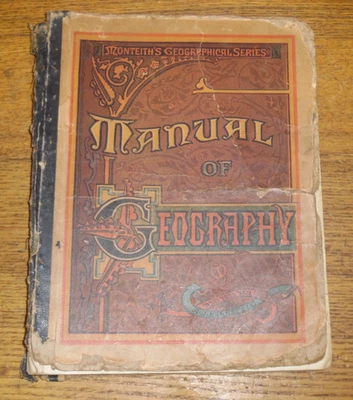 MONTEITH'S GEOGRAPHICAL SERIES
MANUAL
OF
GEOGRAPHY